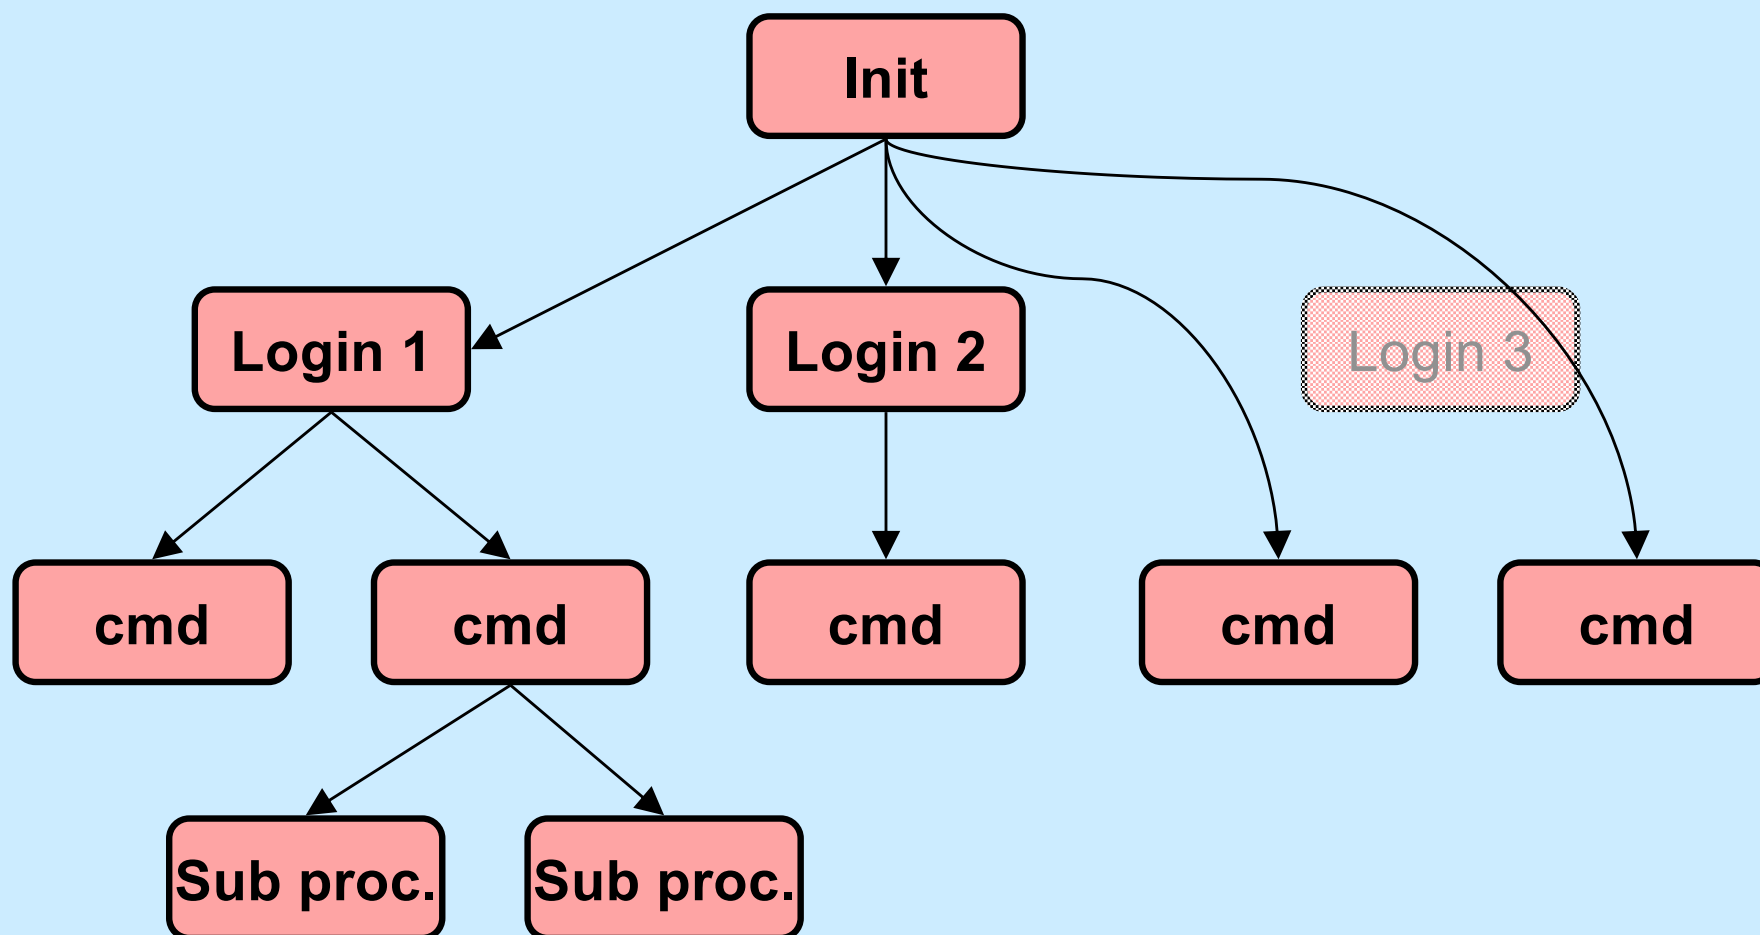 Init
Login 1
Login 2
Login 3
cmd
cmd
cmd
cmd
cmd
Sub proc.
Sub proc.